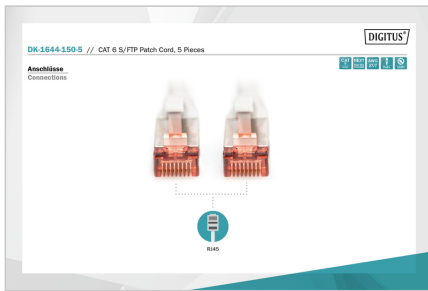 DIGITUS®
DK-1644-150-5 // CAT 6 S/FTP Patch Cord, 5 Pieces
Anschlüsse
Connections
RJ45